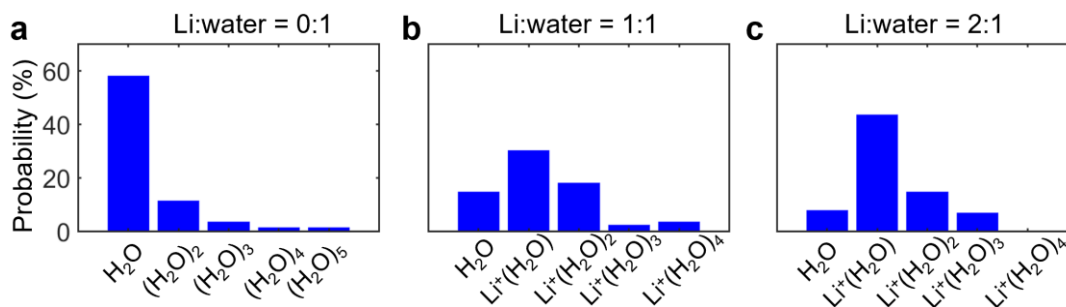 a Li:water = 0:1
Probability (%)
60
40
20
0
H₂O
(H₂O)₂
(H₂O)₃
(H₂O)₄
(H₂O)₅
b Li:water = 1:1
H₂O
Li⁺(H₂O)
Li⁺(H₂O)₂
Li⁺(H₂O)₃
Li⁺(H₂O)₄
c Li:water = 2:1
H₂O
Li⁺(H₂O)
Li⁺(H₂O)₂
Li⁺(H₂O)₃
Li⁺(H₂O)₄